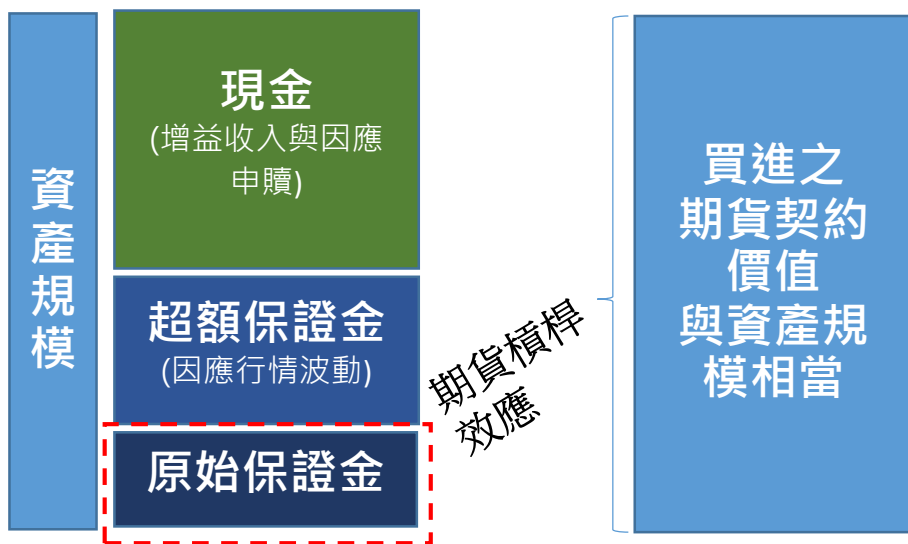 資產規模
現金
(增益收入與因應
申贖)
超額保證金
(因應行情波動)
原始保證金
期貨槓桿
效應
買進之
期貨契約
價值
與資產規
模相當